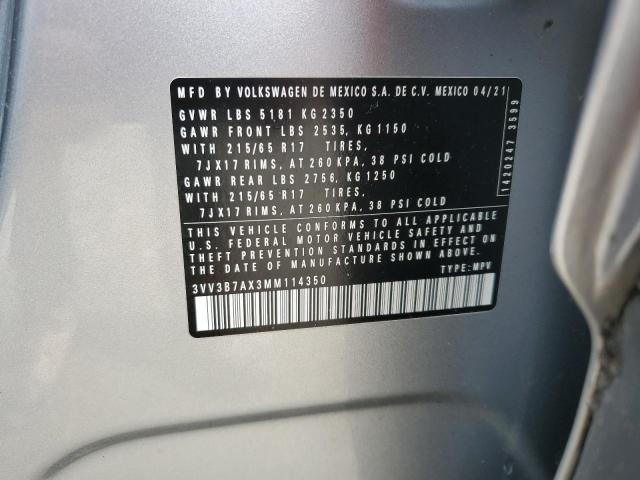 MFD BY VOLKSWAGEN DE MEXICO S.A. DE C.V. MEXICO 04/21
GVWR LBS 5181 KG 2350
GAWR FRONT LBS 2535, KG 1150
WITH 215/65 R17 TIRES,
7JX17 RIMS, AT 260 KPA, 38 PSI COLD
GAWR REAR LBS 2756, KG 1250
WITH 215/65 R17 TIRES,
7JX17 RIMS, AT 260 KPA, 38 PSI COLD
THIS VEHICLE CONFORMS TO ALL APPLICABLE
U.S. FEDERAL MOTOR VEHICLE SAFETY AND
THEFT PREVENTION STANDARDS IN EFFECT ON
THE DATE OF MANUFACTURE SHOWN ABOVE.
3VV3B7AX3MM114350 TYPE: MPV
1420247 3599